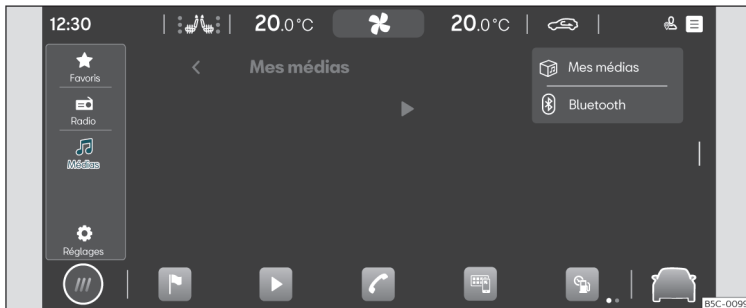 12:30
20.0°C
20.0°C
Favoris
Radio
Médias
Réglages
Mes médias
Mes médias
Bluetooth
B5C-0099